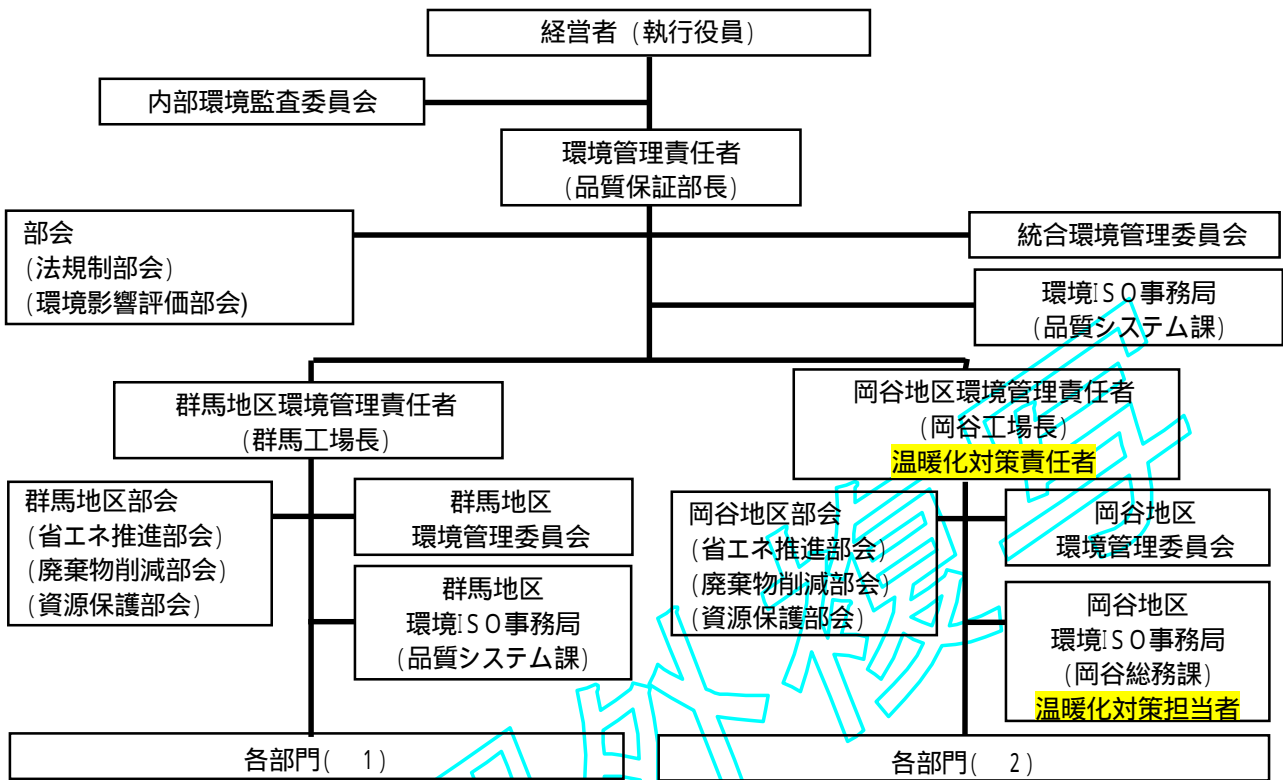 経営者 (執行役員)
内部環境監査委員会
環境管理責任者
(品質保証部長)
部会
(法規制部会)
(環境影響評価部会)
統合環境管理委員会
環境ISO事務局
(品質システム課)
群馬地区環境管理責任者
(群馬工場長)
岡谷地区環境管理責任者
(岡谷工場長)
温暖化対策責任者
群馬地区部会
(省エネ推進部会)
(廃棄物削減部会)
(資源保護部会)
群馬地区
環境管理委員会
群馬地区
環境ISO事務局
(品質システム課)
岡谷地区部会
(省エネ推進部会)
(廃棄物削減部会)
(資源保護部会)
岡谷地区
環境管理委員会
岡谷地区
環境ISO事務局
(岡谷総務課)
温暖化対策担当者
各部門( 1)
各部門( 2)